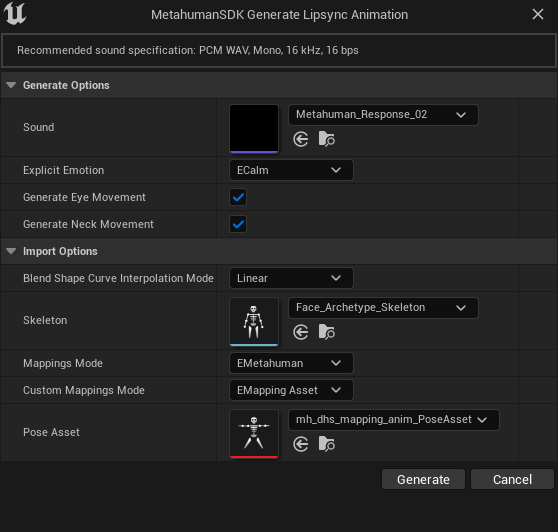 MetahumanSDK Generate Lipsync Animation
Recommended sound specification: PCM WAV, Mono, 16 kHz, 16 bps
Generate Options
Sound
Metahuman_Response_02
Explicit Emotion
ECalm
Generate Eye Movement
Generate Neck Movement
Import Options
Blend Shape Curve Interpolation Mode
Linear
Skeleton
Face_Archetype_Skeleton
Mappings Mode
EMetahuman
Custom Mappings Mode
EMapping Asset
Pose Asset
mh_dhs_mapping_anim_PoseAsset
Generate
Cancel